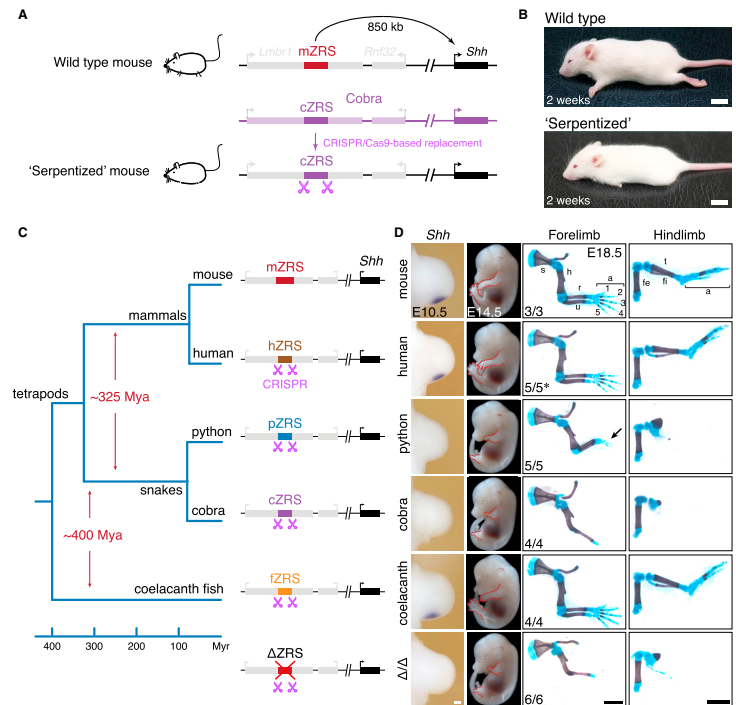 A
850 kb
Lmbr1
mZRS
Rnf32
Shh
Wild type mouse
Cobra
cZRS
CRISPR/Cas9-based replacement
cZRS
'Serpentized' mouse
B
Wild type
2 weeks
'Serpentized'
2 weeks
C
Shh
mouse
mZRS
mammals
human
hZRS
CRISPR
tetrapods
~325 Mya
python
pZRS
snakes
cobra
cZRS
~400 Mya
coelacanth fish
fZRS
400 300 200 100 Myr
ΔZRS
D
Shh
Forelimb
Hindlimb
mouse
E10.5
E14.5
E18.5
s
h
r
u
a
1
2
3
4
5
3/3
fe
t
fi
a
human
5/5*
python
5/5
cobra
4/4
coelacanth
4/4
Δ/Δ
6/6